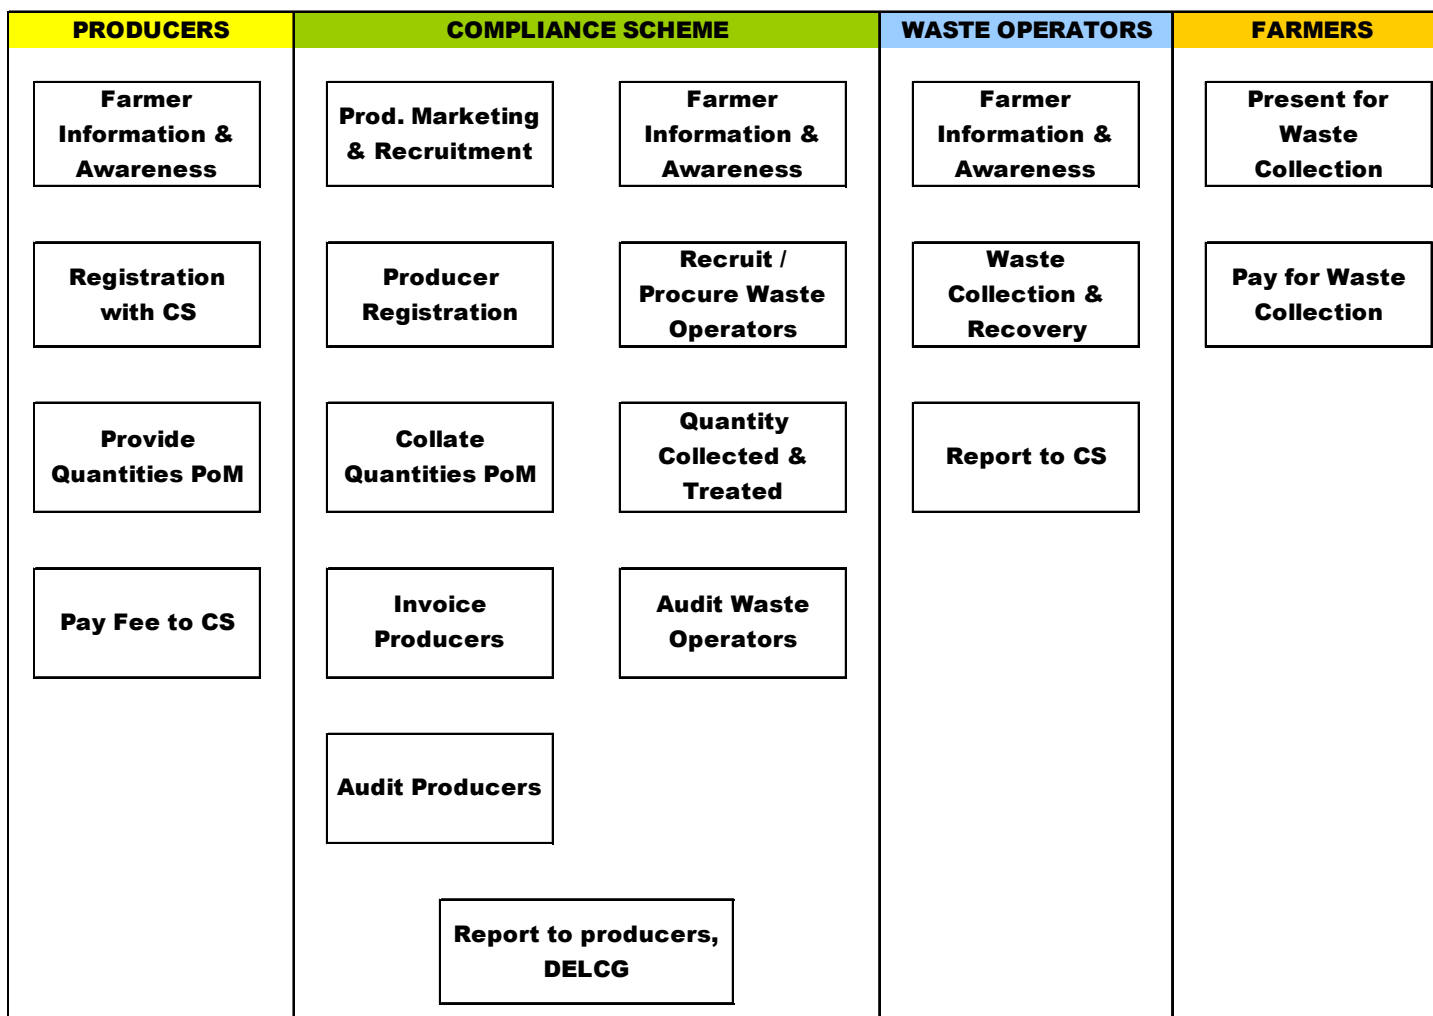 PRODUCERS
COMPLIANCE SCHEME
WASTE OPERATORS
FARMERS
Farmer
Information &
Awareness
Prod. Marketing
& Recruitment
Farmer
Information &
Awareness
Farmer
Information &
Awareness
Present for
Waste
Collection
Registration
with CS
Producer
Registration
Recruit /
Procure Waste
Operators
Waste
Collection &
Recovery
Pay for Waste
Collection
Provide
Quantities PoM
Collate
Quantities PoM
Quantity
Collected &
Treated
Report to CS
Pay Fee to CS
Invoice
Producers
Audit Waste
Operators
Audit Producers
Report to producers,
DELCG